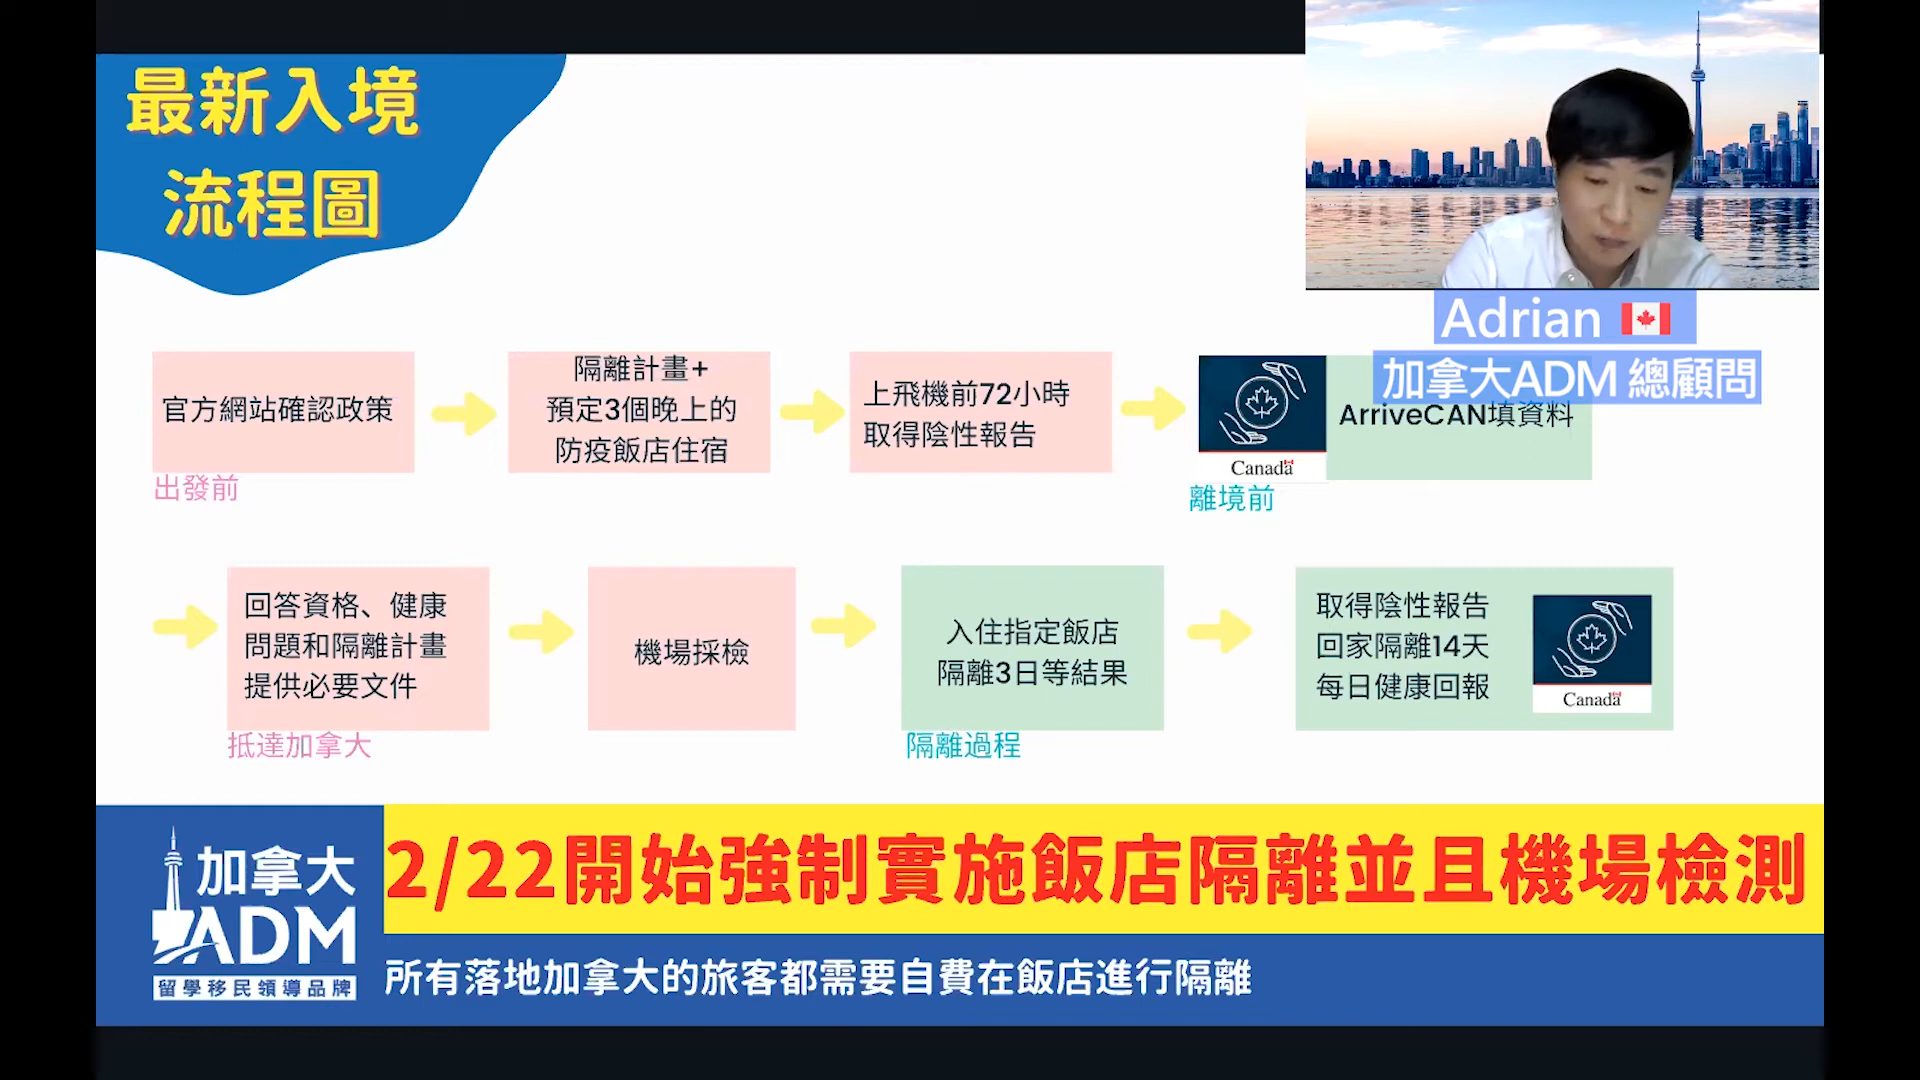 最新入境
流程圖
Adrian
加拿大ADM 總顧問
官方網站確認政策
隔離計畫+
預定3個晚上的
防疫飯店住宿
上飛機前72小時
取得陰性報告
Canada
ArriveCAN填資料
出發前
離境前
回答資格、健康
問題和隔離計畫
提供必要文件
機場採檢
入住指定飯店
隔離3日等結果
取得陰性報告
回家隔離14天
每日健康回報
Canada
抵達加拿大
隔離過程
加拿大
ADM
留學移民領導品牌
2/22開始強制實施飯店隔離並且機場檢測
所有落地加拿大的旅客都需要自費在飯店進行隔離